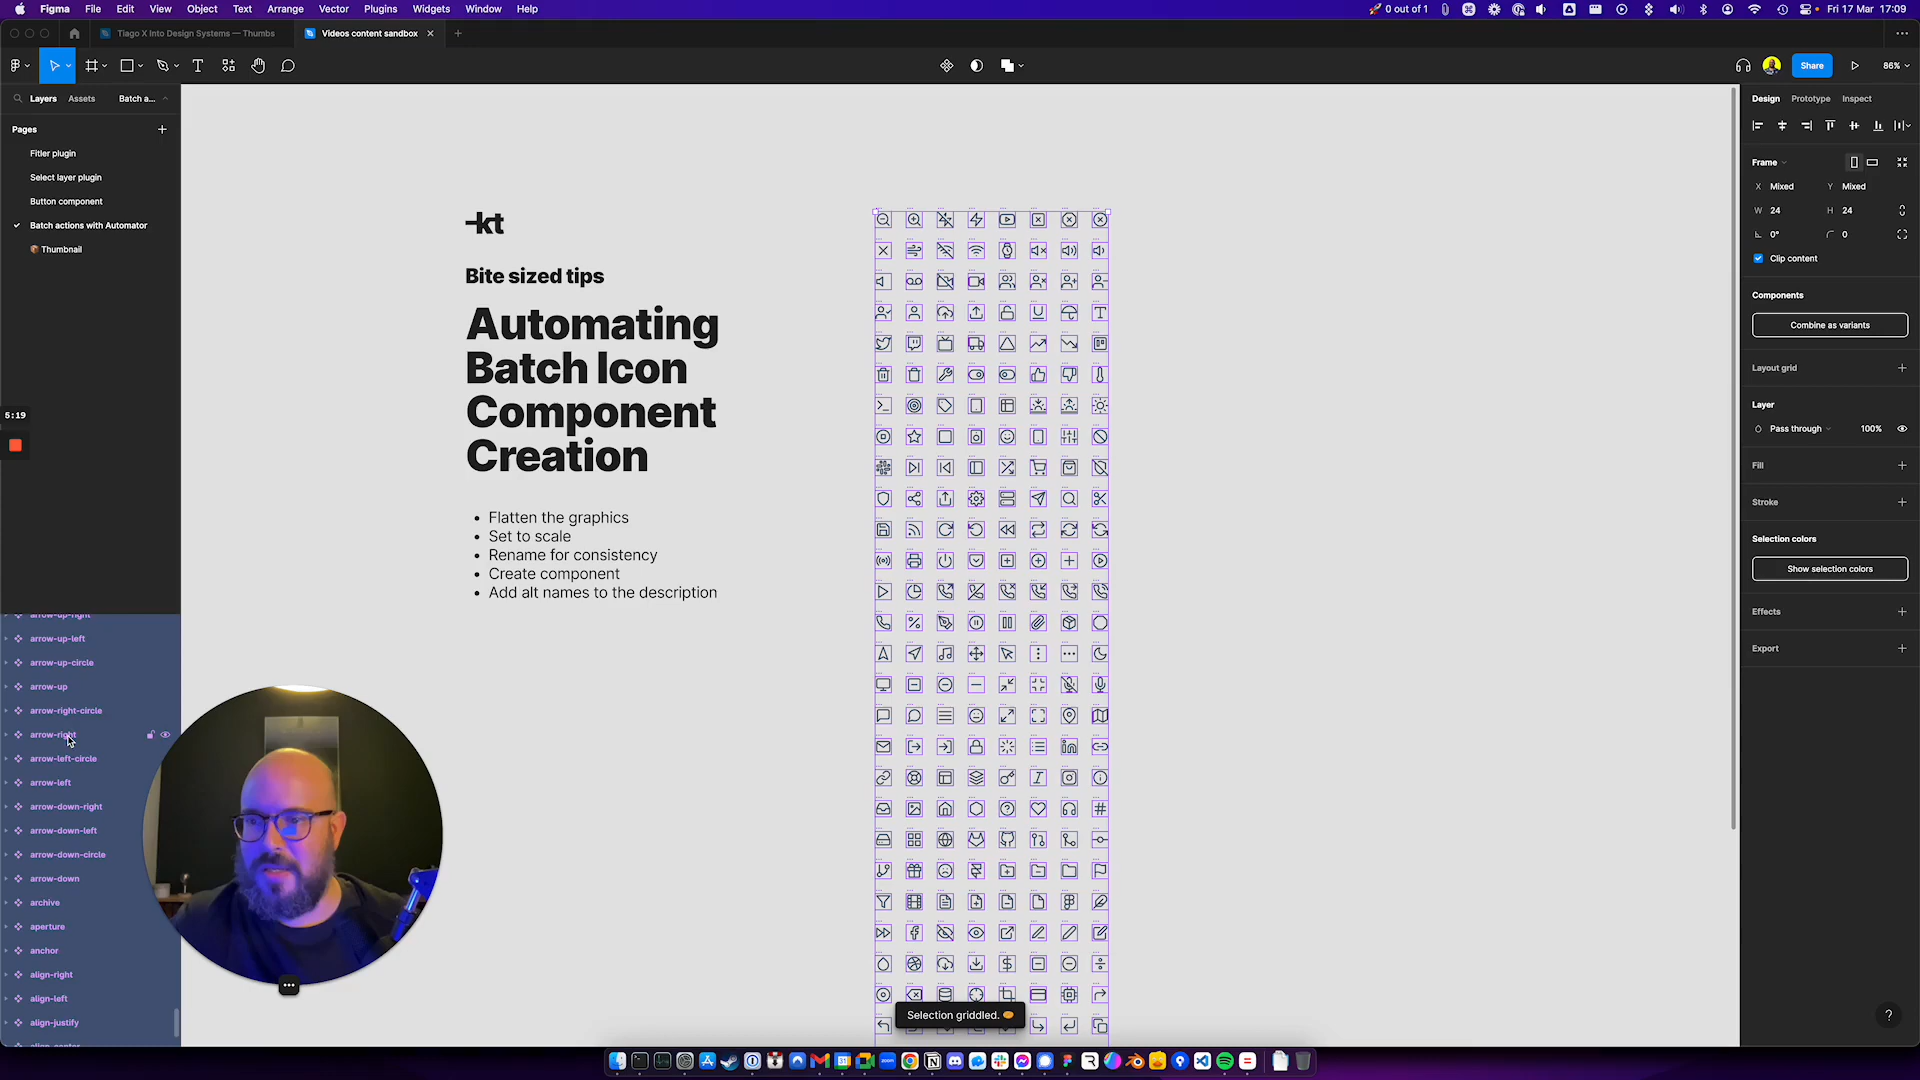 Figma File Edit View Object Text Arrange Vector Plugins Widgets Window Help
0 out of 1
Fri 17 Mar 17:09
Tiago X Into Design Systems — Thumbs
Videos content sandbox
Share
86%
Layers
Assets
Batch a...
Design
Prototype
Inspect
Pages
Fitler plugin
Select layer plugin
Button component
Batch actions with Automator
Thumbnail
5:19
kt
Bite sized tips
Automating
Batch Icon
Component
Creation
Flatten the graphics
Set to scale
Rename for consistency
Create component
Add alt names to the description
Frame
X Mixed
Y Mixed
W 24
H 24
0°
0
Clip content
Components
Combine as variants
Layout grid
Layer
Pass through
100%
Fill
Stroke
Selection colors
Show selection colors
Effects
Export
arrow-up-right
arrow-up-left
arrow-up-circle
arrow-up
arrow-right-circle
arrow-right
arrow-left-circle
arrow-left
arrow-down-right
arrow-down-left
arrow-down-circle
arrow-down
archive
aperture
anchor
align-right
align-left
align-justify
align-center
Selection griddled.
?
zoom